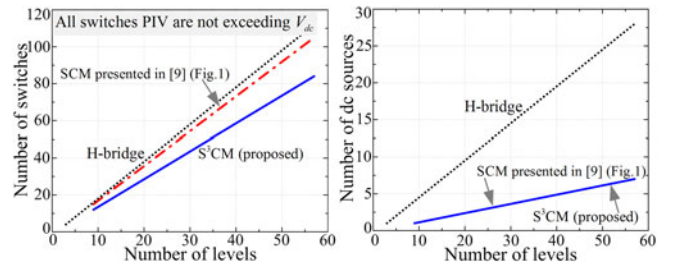 All switches PIV are not exceeding Vdc
Number of switches
120
100
80
60
40
20
0
SCM presented in [9] (Fig.1)
H-bridge
S³CM (proposed)
0 10 20 30 40 50 60
Number of levels
Number of dc sources
30
25
20
15
10
5
0
H-bridge
SCM presented in [9] (Fig.1)
S³CM (proposed)
0 10 20 30 40 50 60
Number of levels